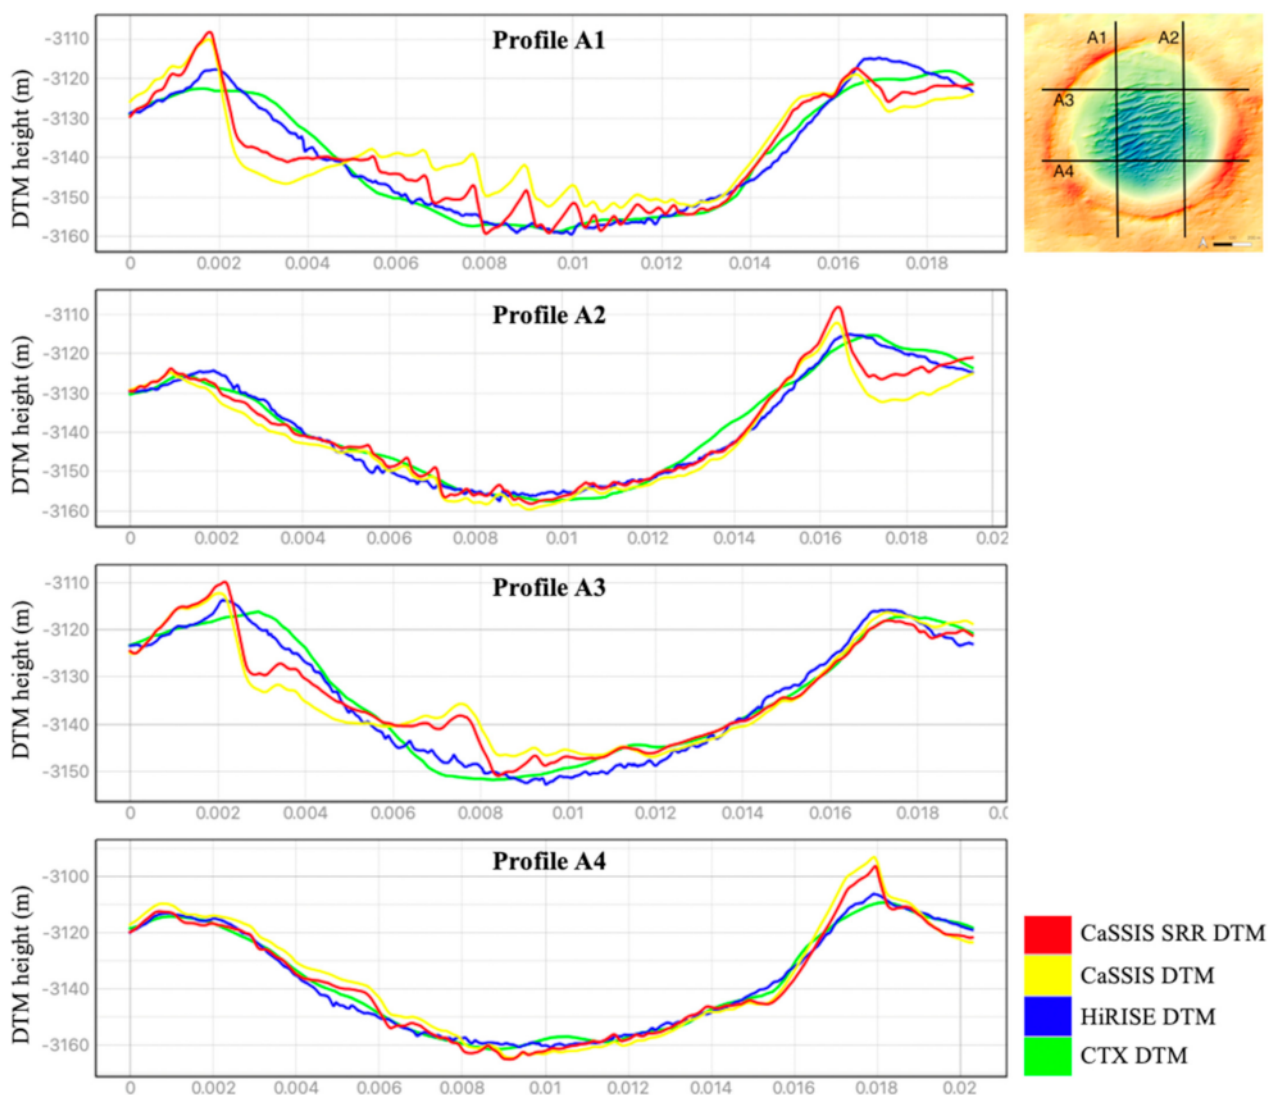 Profile A1
DTM height (m)
-3110
-3120
-3130
-3140
-3150
-3160
0 0.002 0.004 0.006 0.008 0.01 0.012 0.014 0.016 0.018
A1 A2
A3
A4
Profile A2
DTM height (m)
-3110
-3120
-3130
-3140
-3150
-3160
0 0.002 0.004 0.006 0.008 0.01 0.012 0.014 0.016 0.018 0.02
Profile A3
DTM height (m)
-3110
-3120
-3130
-3140
-3150
0 0.002 0.004 0.006 0.008 0.01 0.012 0.014 0.016 0.018 0.0
Profile A4
DTM height (m)
-3100
-3120
-3140
-3160
0 0.002 0.004 0.006 0.008 0.01 0.012 0.014 0.016 0.018 0.02
CaSSIS SRR DTM
CaSSIS DTM
HiRISE DTM
CTX DTM